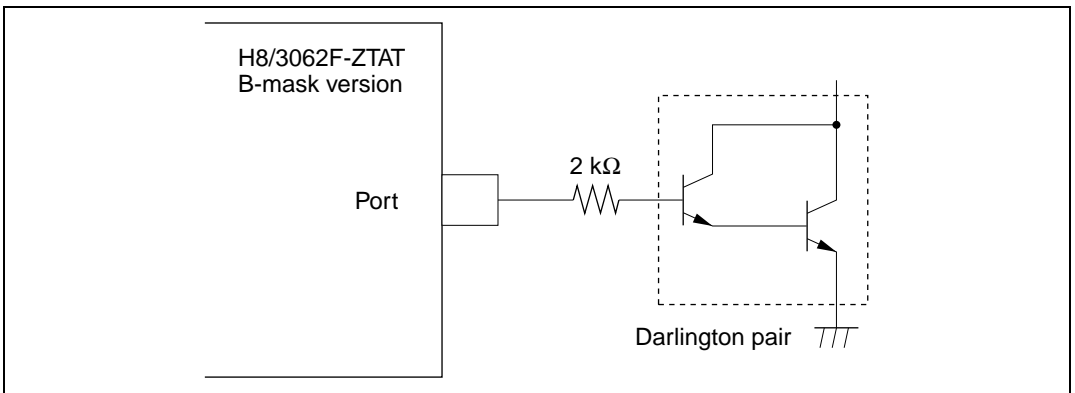 H8/3062F-ZTAT
B-mask version
2 kΩ
Port
Darlington pair